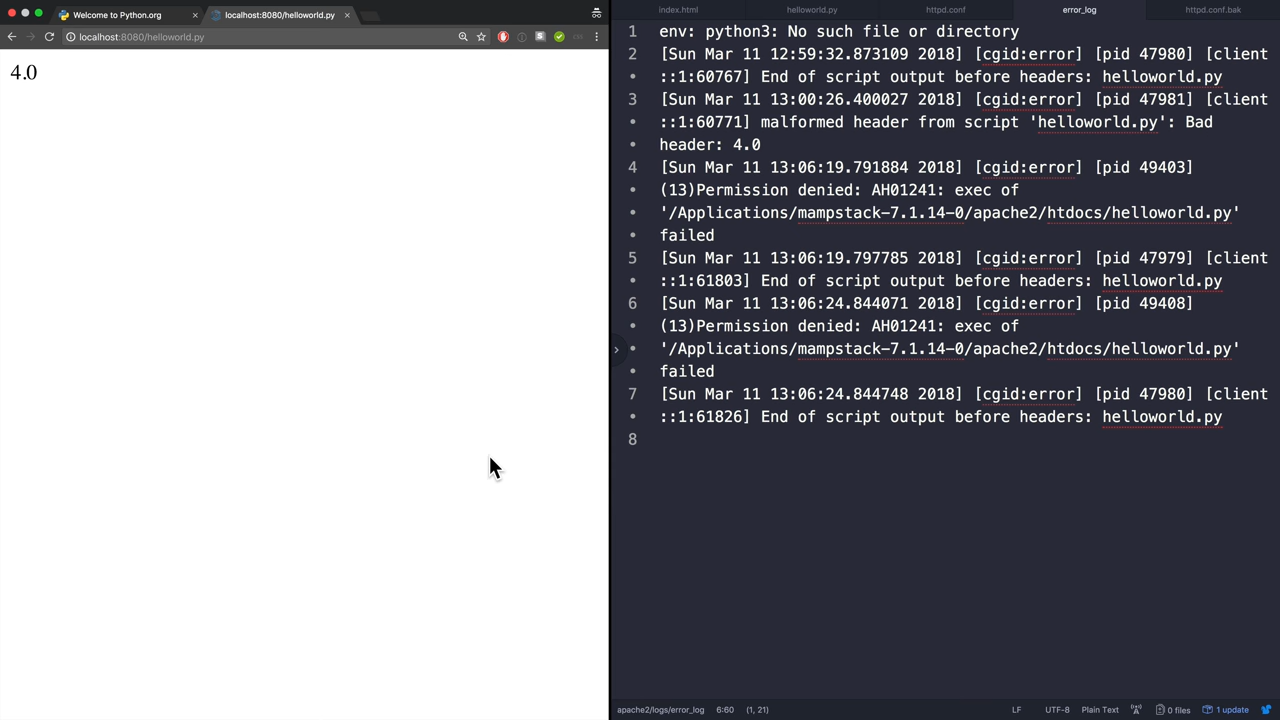 Welcome to Python.org
localhost:8080/helloworld.py
localhost:8080/helloworld.py
4.0
index.html
helloworld.py
httpd.conf
error_log
httpd.conf.bak
1 env: python3: No such file or directory
2 [Sun Mar 11 12:59:32.873109 2018] [cgid:error] [pid 47980] [client
• ::1:60767] End of script output before headers: helloworld.py
3 [Sun Mar 11 13:00:26.400027 2018] [cgid:error] [pid 47981] [client
• ::1:60771] malformed header from script 'helloworld.py': Bad
• header: 4.0
4 [Sun Mar 11 13:06:19.791884 2018] [cgid:error] [pid 49403]
• (13)Permission denied: AH01241: exec of
• '/Applications/mampstack-7.1.14-0/apache2/htdocs/helloworld.py'
• failed
5 [Sun Mar 11 13:06:19.797785 2018] [cgid:error] [pid 47979] [client
• ::1:61803] End of script output before headers: helloworld.py
6 [Sun Mar 11 13:06:24.844071 2018] [cgid:error] [pid 49408]
• (13)Permission denied: AH01241: exec of
• '/Applications/mampstack-7.1.14-0/apache2/htdocs/helloworld.py'
• failed
7 [Sun Mar 11 13:06:24.844748 2018] [cgid:error] [pid 47980] [client
• ::1:61826] End of script output before headers: helloworld.py
8
apache2/logs/error_log 6:60 (1, 21) LF UTF-8 Plain Text 0 files 1 update